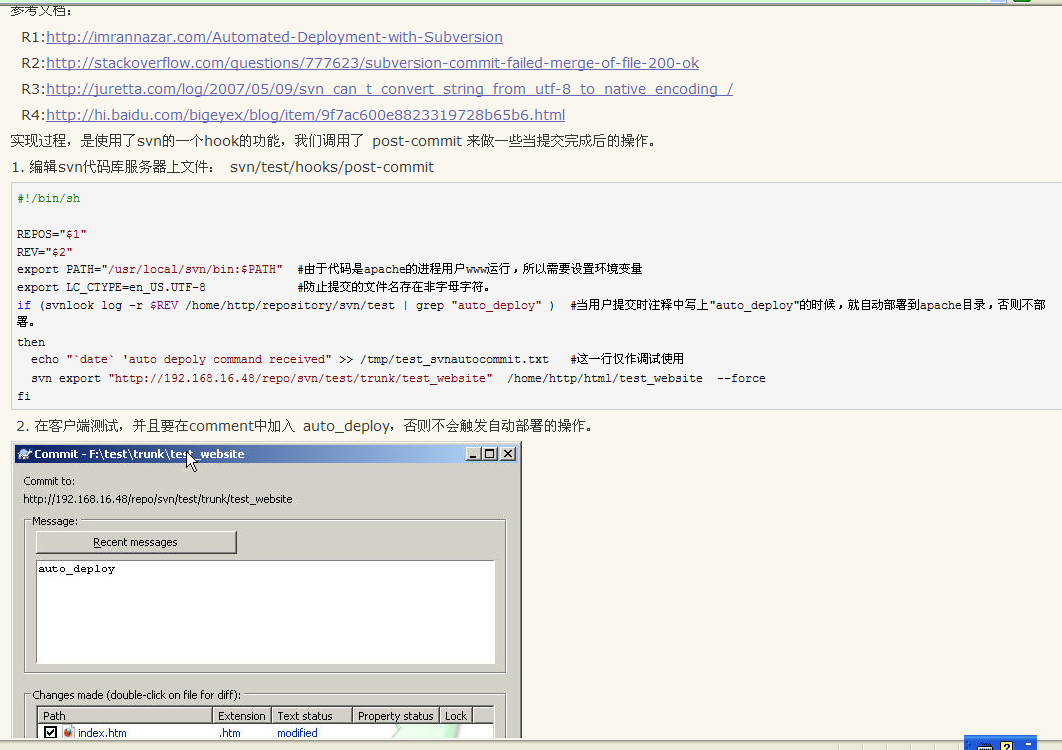 参考文档:
R1:http://imrannazar.com/Automated-Deployment-with-Subversion
R2:http://stackoverflow.com/questions/777623/subversion-commit-failed-merge-of-file-200-ok
R3:http://juretta.com/log/2007/05/09/svn_can_t_convert_string_from_utf-8_to_native_encoding_/
R4:http://hi.baidu.com/bigeyex/blog/item/9f7ac600e8823319728b65b6.html
实现过程，是使用了svn的一个hook的功能，我们调用了 post-commit 来做一些当提交完成后的操作。
1. 编辑svn代码库服务器上文件： svn/test/hooks/post-commit
#!/bin/sh
REPOS="$1"
REV="$2"
export PATH="/usr/local/svn/bin:$PATH" #由于代码是apache的进程用户www运行，所以需要设置环境变量
export LC_CTYPE=en_US.UTF-8 #防止提交的文件名存在非字母字符。
if (svnlook log -r $REV /home/http/repository/svn/test | grep "auto_deploy" ) #当用户提交时注释中写上"auto_deploy"的时候，就自动部署到apache目录，否则不部
署。
then
echo "`date` 'auto depoly command received" >> /tmp/test_svnautocommit.txt #这一行仅作调试使用
svn export "http://192.168.16.48/repo/svn/test/trunk/test_website" /home/http/html/test_website --force
fi
2. 在客户端测试，并且要在comment中加入 auto_deploy，否则不会触发自动部署的操作。
Commit - F:\test\trunk\test_website
Commit to:
http://192.168.16.48/repo/svn/test/trunk/test_website
Message:
Recent messages
auto_deploy
Changes made (double-click on file for diff):
Path Extension Text status Property status Lock
index.htm .htm modified